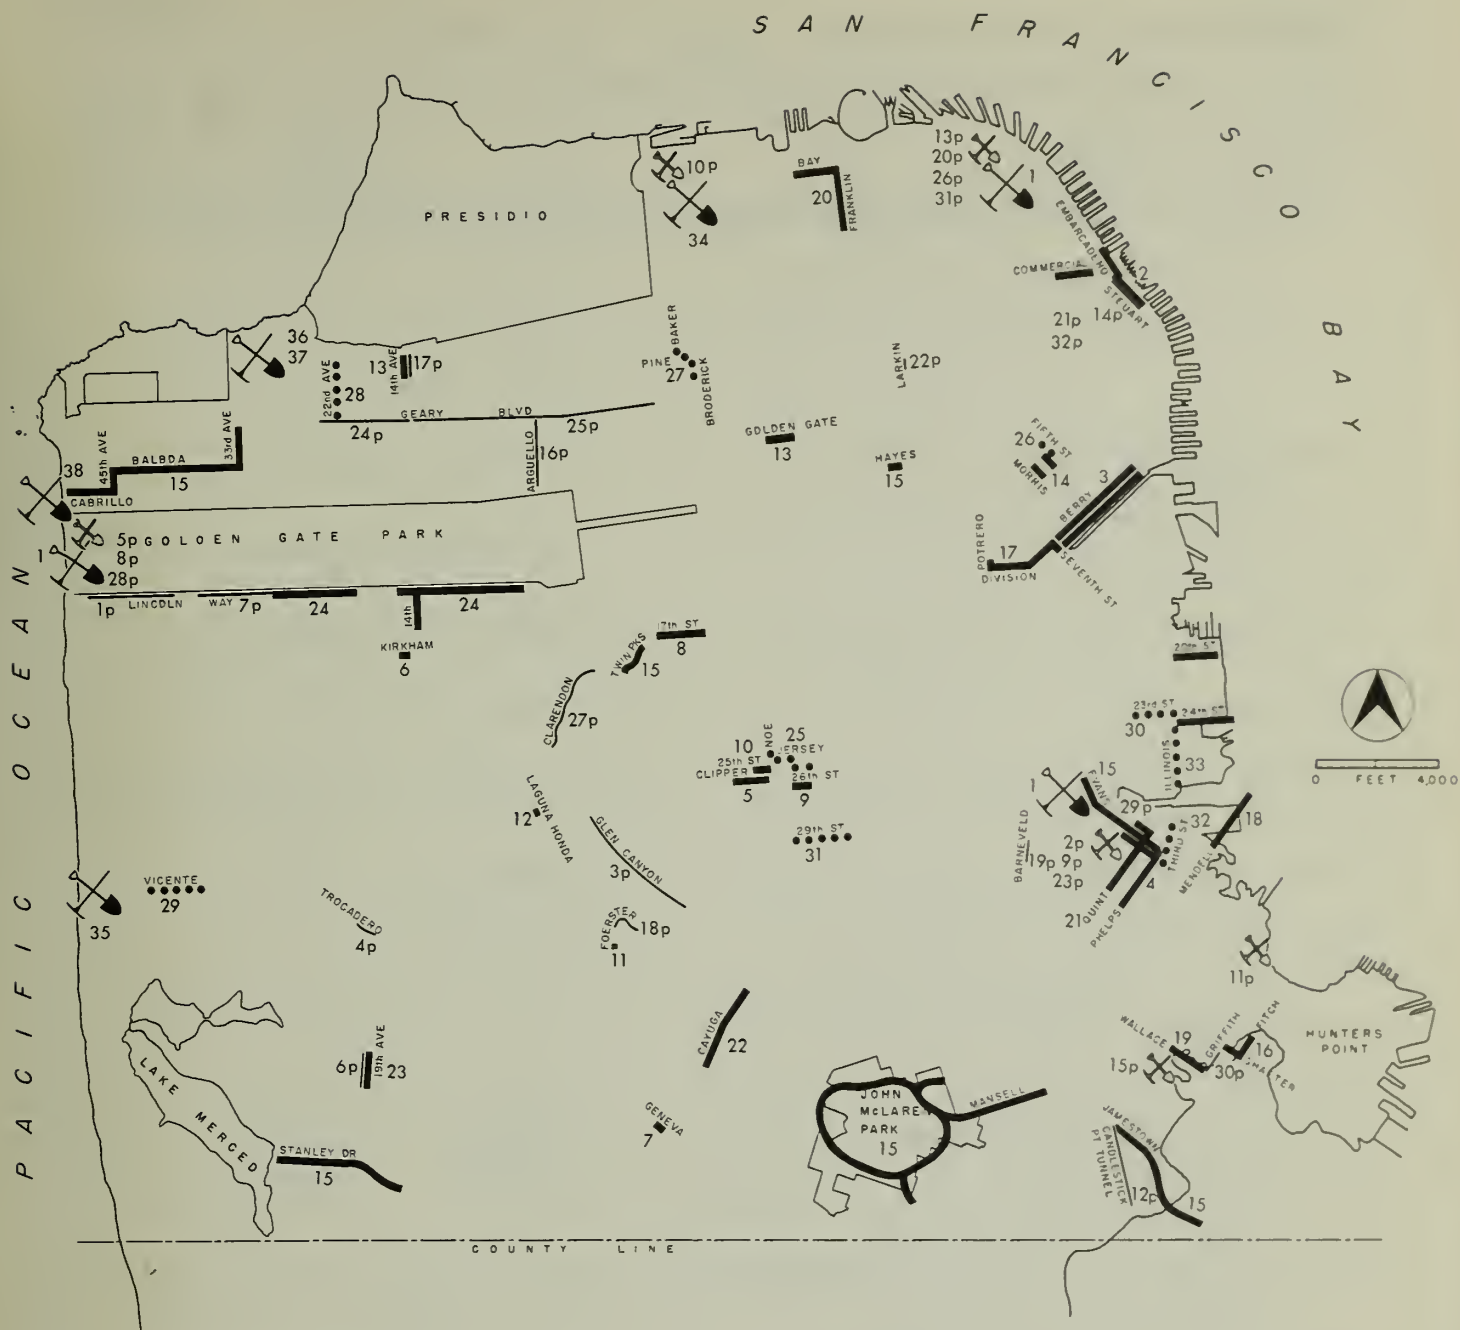 SAN FRANCISCO BAY
PACIFIC OCEAN
PRESIDIO
10p
34
BAY
20
FRANKLIN
13p
20p
26p
31p
1
EMBARCADERO
COMMERCIAL
2
STEUART
14p
21p
32p
36
37
22nd AVE
28
13
14th AVE
17p
BAKER
PINE
27
BRODERICK
LARKIN
22p
GEARY BLVD
24p
25p
ARGUELLO
16p
GOLDEN GATE
13
HAYES
15
26
FIFTH ST
MORRIS
14
3
BERRY
POTRERO
17
DIVISION
SEVENTH ST
38
45th AVE
BALBOA
15
33rd AVE
CABRILLO
5p
8p
28p
1
GOLDEN GATE PARK
1p
LINCOLN WAY
7p
24
14th
24
KIRKHAM
6
17th ST
8
TWIN PKS
15
CLARENDON
27p
20th ST
23rd ST
30
24th ST
ILLINOIS
33
NOE
25
JERSEY
10
25th ST
CLIPPER
5
26th ST
9
29th ST
31
LAGUNA HONDA
12
GLEN CANYON
3p
1
15
EVANS
29p
32
THIRD ST
18
MENDELL
BARNEVELD
2p
19p 9p
23p
4
21
QUINT
PHELPS
35
VICENTE
29
TROCADERO
4p
FOERSTER
18p
11
11p
CAYUGA
22
WALLACE
19
GRIFFITH
FITCH
16
SHAFTER
30p
15p
HUNTERS
POINT
6p
19th AVE
23
LAKE MERCED
STANLEY DR
15
GENEVA
7
JOHN
McLAREN
PARK
15
MANSELL
JAMESTOWN
CANDLESTICK
PT TUNNEL
12p
15
COUNTY LINE
0 FEET 4,000